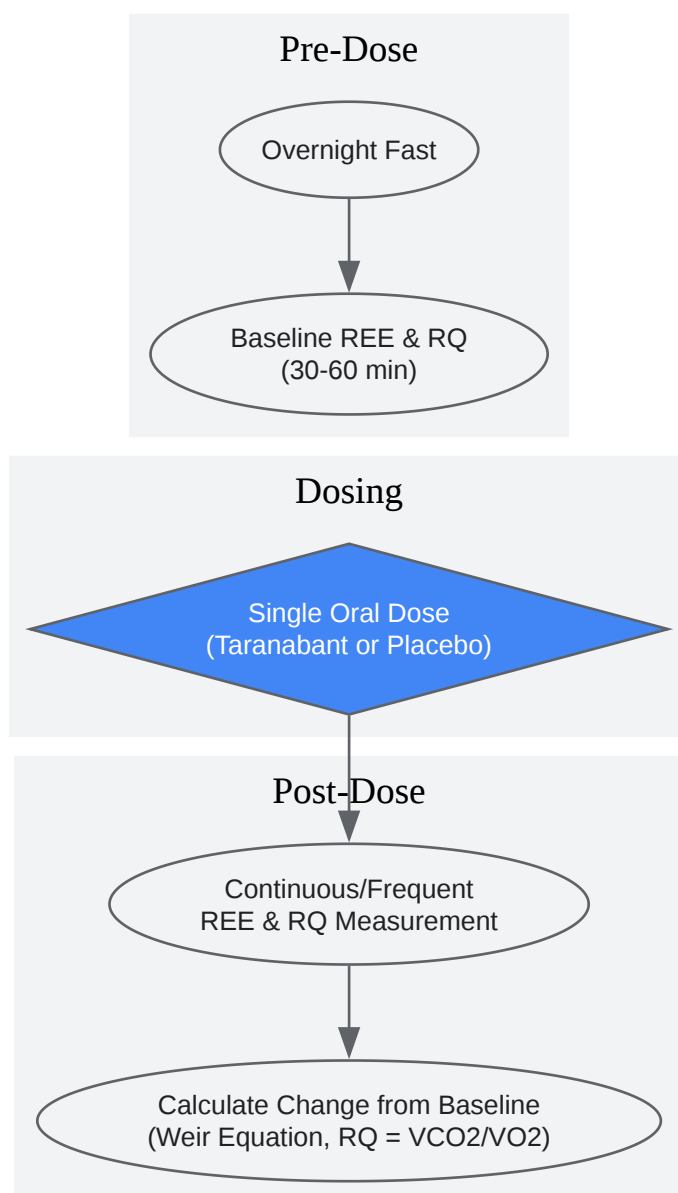 Pre-Dose
Overnight Fast
Baseline REE & RQ
(30-60 min)
Dosing
Single Oral Dose
(Taranabant or Placebo)
Post-Dose
Continuous/Frequent
REE & RQ Measurement
Calculate Change from Baseline
(Weir Equation, RQ = VCO2/VO2)